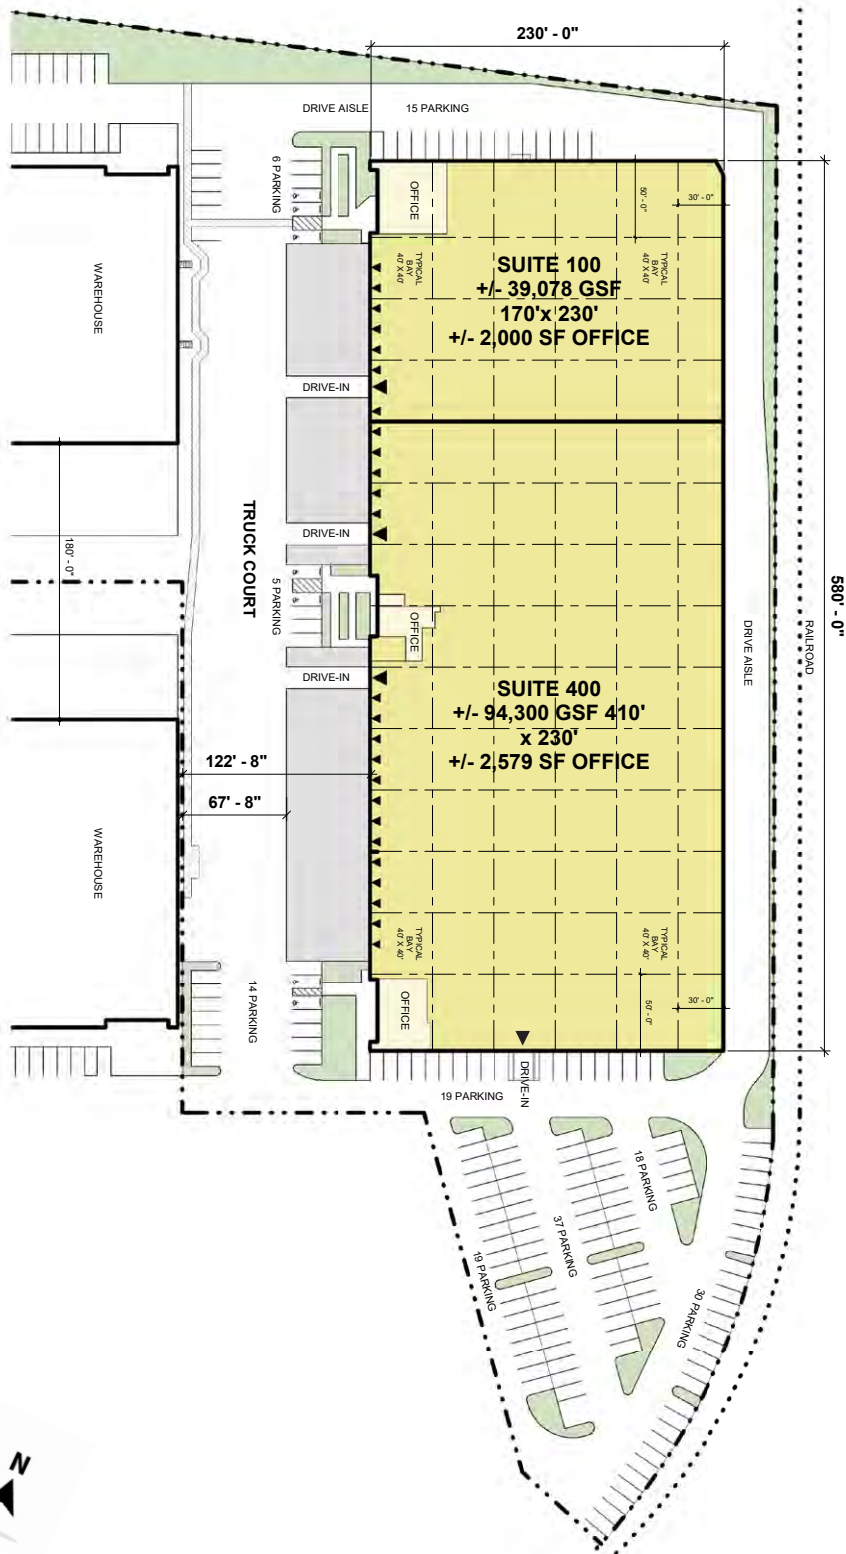 230' - 0"
DRIVE AISLE
15 PARKING
6 PARKING
OFFICE
50' - 0"
30' - 0"
WAREHOUSE
TYPICAL
BAY
40' X 40'
TYPICAL
BAY
40' X 40'
SUITE 100
+/- 39,078 GSF
170'x 230'
+/- 2,000 SF OFFICE
DRIVE-IN
TRUCK COURT
DRIVE-IN
180' - 0"
5 PARKING
OFFICE
580' - 0"
RAILROAD
DRIVE AISLE
DRIVE-IN
SUITE 400
+/- 94,300 GSF 410'
x 230'
+/- 2,579 SF OFFICE
122' - 8"
67' - 8"
WAREHOUSE
TYPICAL
BAY
40' X 40'
TYPICAL
BAY
40' X 40'
14 PARKING
OFFICE
50' - 0"
30' - 0"
DRIVE-IN
19 PARKING
18 PARKING
37 PARKING
19 PARKING
30 PARKING
N